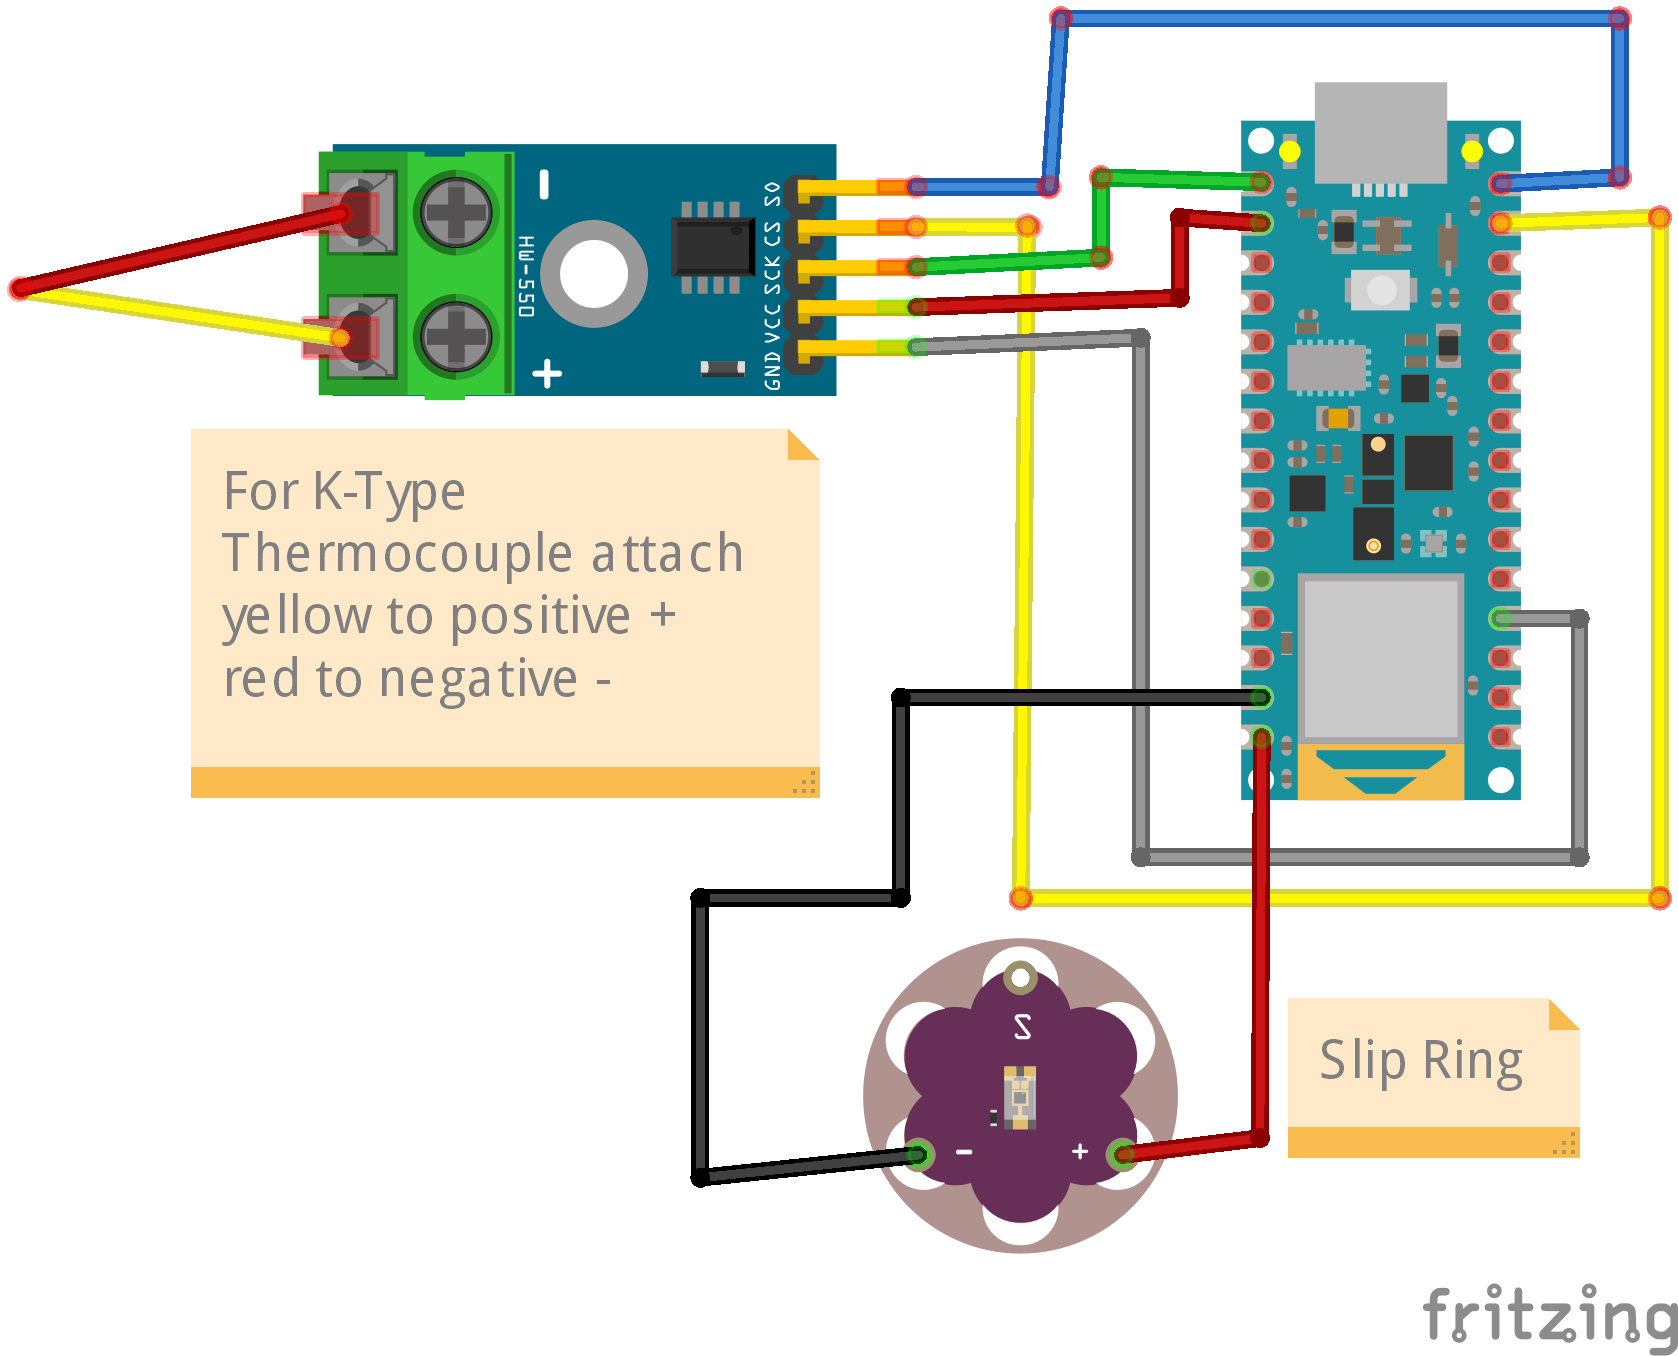 SO
CS
SCK
VCC
GND
HW-550
-
+
For K-Type
Thermocouple attach
yellow to positive +
red to negative -
S
- +
Slip Ring
fritzing